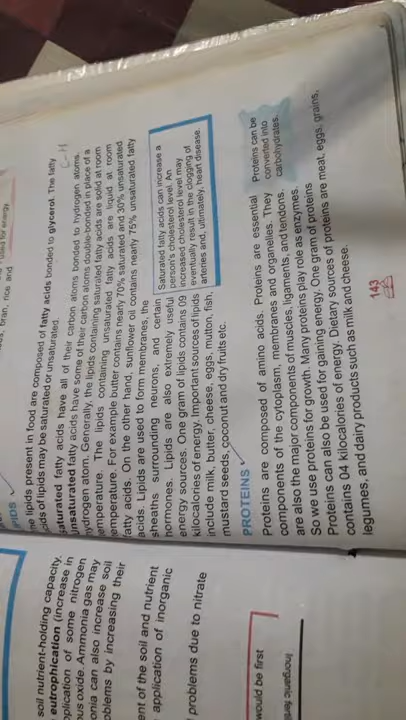 bran, rice and
used for energy
The lipids present in food are composed of fatty acids bonded to glycerol. The fatty
acids of lipids may be saturated or unsaturated.
Saturated fatty acids have all of their carbon atoms bonded to hydrogen atoms.
C-H
Unsaturated fatty acids have some of their carbon atoms double-bonded in place of a
hydrogen atom. Generally, the lipids containing saturated fatty acids are solid at room
temperature. The lipids containing unsaturated fatty acids are liquid at room
temperature. For example butter contains nearly 70% saturated and 30% unsaturated
fatty acids. On the other hand, sunflower oil contains nearly 75% unsaturated fatty
acids. Lipids are used to form membranes, the
sheaths surrounding neurons, and certain
hormones. Lipids are also extremely useful
energy sources. One gram of lipids contains 09
kilocalories of energy. Important sources of lipids
include milk, butter, cheese, eggs, mutton, fish,
mustard seeds, coconut and dry fruits etc.
Saturated fatty acids can increase a
person's cholesterol level. An
increased cholesterol level may
eventually result in the clogging of
arteries and, ultimately, heart disease.
PROTEINS
Proteins are composed of amino acids. Proteins are essential
components of the cytoplasm, membranes and organelles. They
are also the major components of muscles, ligaments, and tendons.
So we use proteins for growth. Many proteins play role as enzymes.
Proteins can also be used for gaining energy. One gram of proteins
contains 04 kilocalories of energy. Dietary sources of proteins are meat, eggs, grains,
legumes, and dairy products such as milk and cheese.
Proteins can be
converted into
carbohydrates.
143
soil nutrient-holding capacity.
eutrophication (increase in
application of some nitrogen
ous oxide. Ammonia gas may
onia can also increase soil
oblems by increasing their
ent of the soil and nutrient
application of inorganic
problems due to nitrate
would be first
Inorganic fer